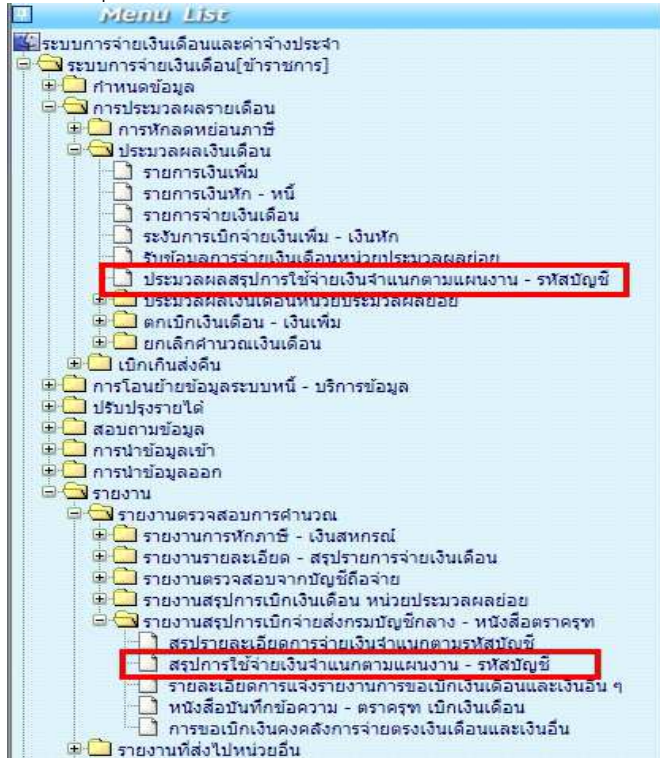 Menu List
ระบบการจ่ายเงินเดือนและค่าจ้างประจำ
ระบบการจ่ายเงินเดือน[ข้าราชการ]
กำหนดข้อมูล
การประมวลผลรายเดือน
การหักลดหย่อนภาษี
ประมวลผลเงินเดือน
รายการเงินเพิ่ม
รายการเงินหัก - หนี้
รายการจ่ายเงินเดือน
ระงับการเบิกจ่ายเงินเพิ่ม - เงินหัก
รับข้อมูลการจ่ายเงินเดือนหน่วยประมวลผลย่อย
ประมวลผลสรุปการใช้จ่ายเงินจำแนกตามแผนงาน - รหัสบัญชี
ประมวลผลเงินเดือนหน่วยประมวลผลย่อย
ตกเบิกเงินเดือน - เงินเพิ่ม
ยกเลิกคำนวณเงินเดือน
เบิกเกินส่งคืน
การโอนย้ายข้อมูลระบบหนี้ - บริการข้อมูล
ปรับปรุงรายได้
สอบถามข้อมูล
การนำข้อมูลเข้า
การนำข้อมูลออก
รายงาน
รายงานตรวจสอบการคำนวณ
รายงานการหักภาษี - เงินสหกรณ์
รายงานรายละเอียด - สรุปรายการจ่ายเงินเดือน
รายงานตรวจสอบจากบัญชีถือจ่าย
รายงานสรุปการเบิกเงินเดือน หน่วยประมวลผลย่อย
รายงานสรุปการเบิกจ่ายส่งกรมบัญชีกลาง - หนังสือตราครุฑ
สรุปรายละเอียดการจ่ายเงินจำแนกตามรหัสบัญชี
สรุปการใช้จ่ายเงินจำแนกตามแผนงาน - รหัสบัญชี
รายละเอียดการแจ้งรายงานการขอเบิกเงินเดือนและเงินอื่น ๆ
หนังสือบันทึกข้อความ - ตราครุฑ เบิกเงินเดือน
การขอเบิกเงินคงคลังการจ่ายตรงเงินเดือนและเงินอื่น
รายงานที่ส่งไปหน่วยอื่น